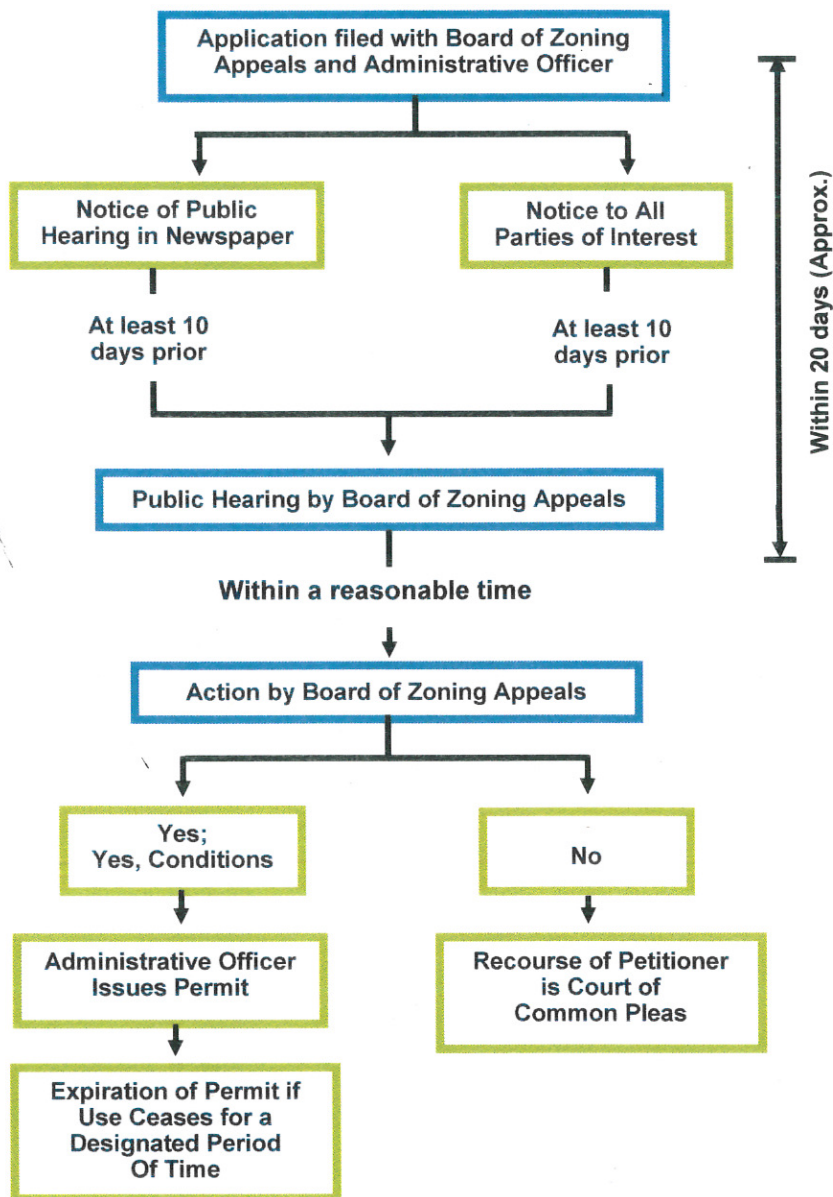 Application filed with Board of Zoning
Appeals and Administrative Officer
Notice of Public
Hearing in Newspaper
Notice to All
Parties of Interest
At least 10
days prior
At least 10
days prior
Within 20 days (Approx.)
Public Hearing by Board of Zoning Appeals
Within a reasonable time
Action by Board of Zoning Appeals
Yes;
Yes, Conditions
No
Administrative Officer
Issues Permit
Recourse of Petitioner
is Court of
Common Pleas
Expiration of Permit if
Use Ceases for a
Designated Period
Of Time